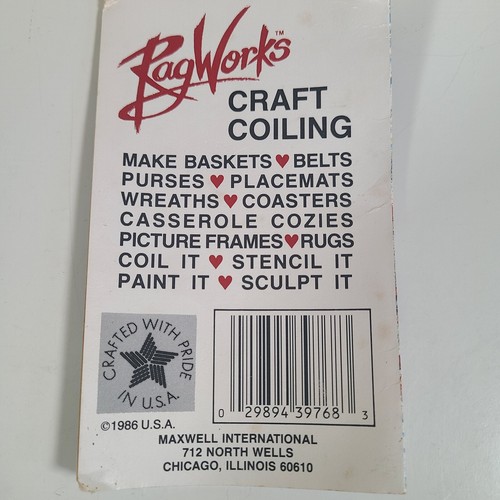 RagWorks™
CRAFT
COILING
MAKE BASKETS♥BELTS
PURSES♥PLACEMATS
WREATHS♥COASTERS
CASSEROLE COZIES
PICTURE FRAMES♥RUGS
COIL IT♥STENCIL IT
PAINT IT♥SCULPT IT
CRAFTED WITH PRIDE
IN U.S.A.
0 29894 39768 3
©1986 U.S.A.
MAXWELL INTERNATIONAL
712 NORTH WELLS
CHICAGO, ILLINOIS 60610